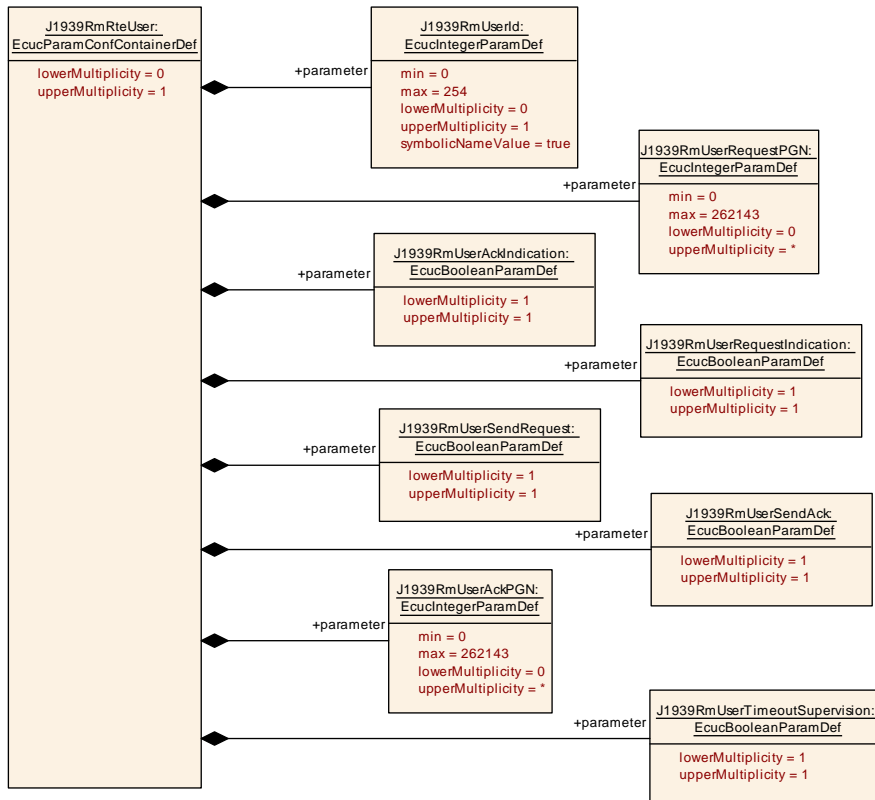 J1939RmRteUser:
EcucParamConfContainerDef
lowerMultiplicity = 0
upperMultiplicity = 1
+parameter
J1939RmUserId:
EcucIntegerParamDef
min = 0
max = 254
lowerMultiplicity = 0
upperMultiplicity = 1
symbolicNameValue = true
+parameter
J1939RmUserRequestPGN:
EcucIntegerParamDef
min = 0
max = 262143
lowerMultiplicity = 0
upperMultiplicity = *
+parameter
J1939RmUserAckIndication:
EcucBooleanParamDef
lowerMultiplicity = 1
upperMultiplicity = 1
+parameter
J1939RmUserRequestIndication:
EcucBooleanParamDef
lowerMultiplicity = 1
upperMultiplicity = 1
+parameter
J1939RmUserSendRequest:
EcucBooleanParamDef
lowerMultiplicity = 1
upperMultiplicity = 1
+parameter
J1939RmUserSendAck:
EcucBooleanParamDef
lowerMultiplicity = 1
upperMultiplicity = 1
+parameter
J1939RmUserAckPGN:
EcucIntegerParamDef
min = 0
max = 262143
lowerMultiplicity = 0
upperMultiplicity = *
+parameter
J1939RmUserTimeoutSupervision:
EcucBooleanParamDef
lowerMultiplicity = 1
upperMultiplicity = 1